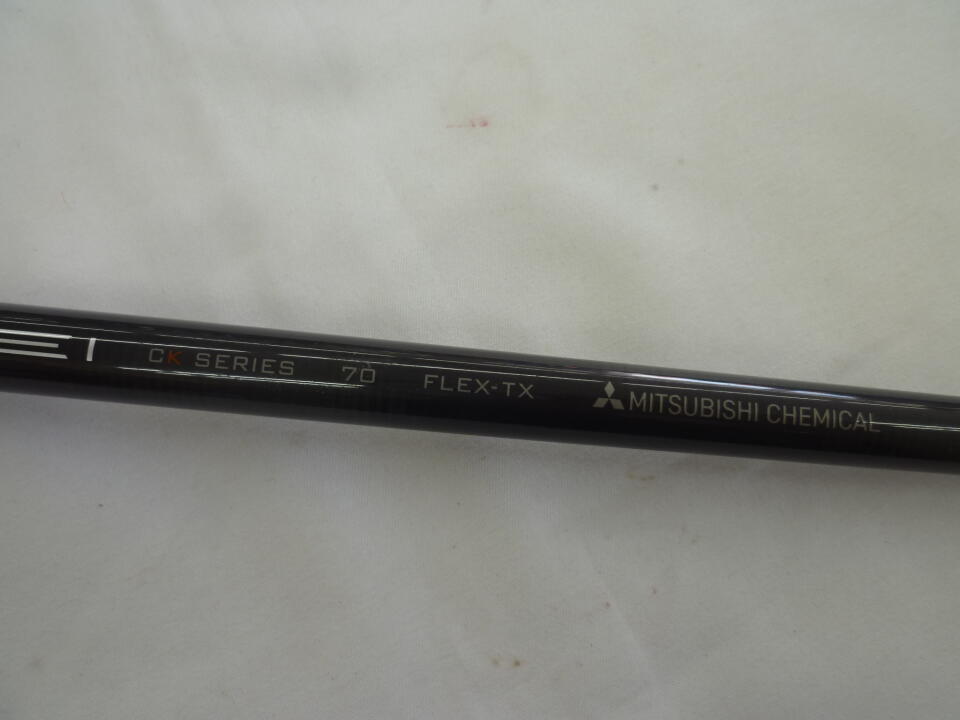 CK SERIES 70 FLEX-TX MITSUBISHI CHEMICAL